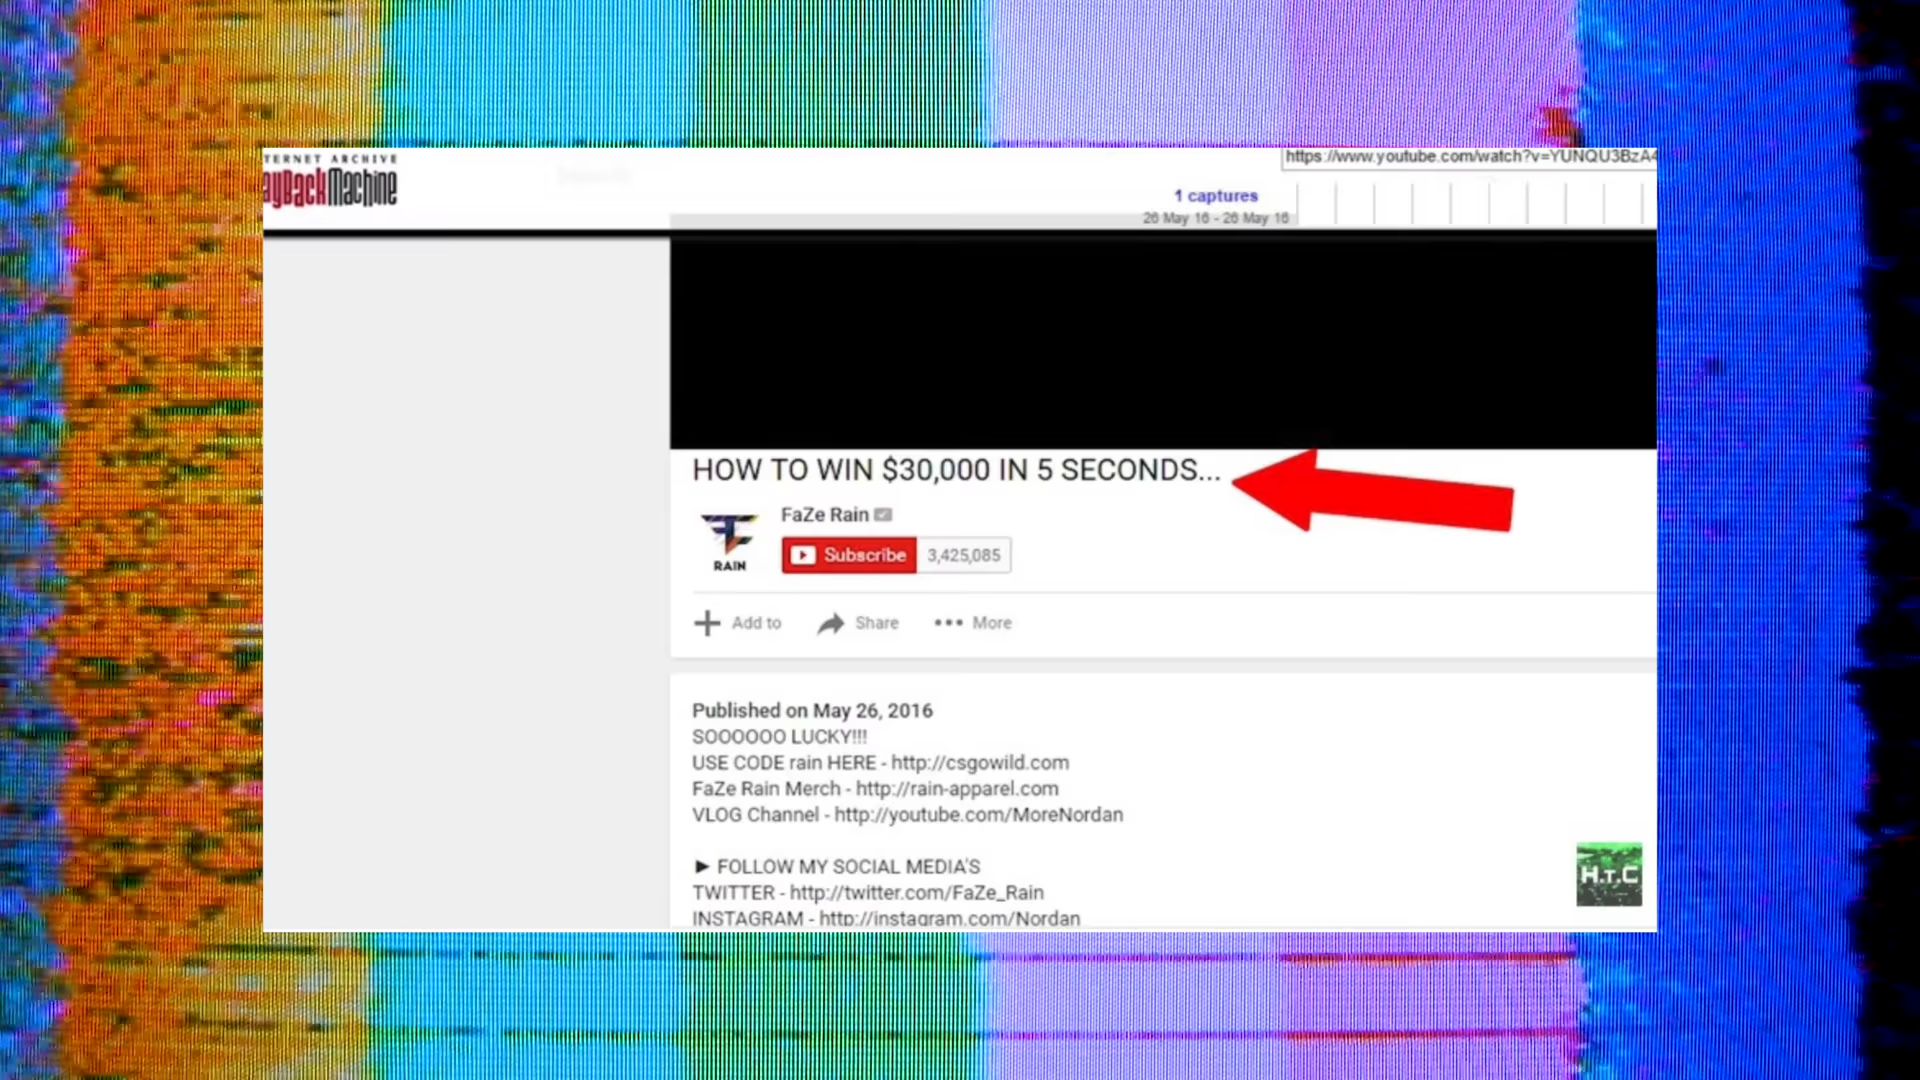 TERNET ARCHIVE
ayBackMachine
https://www.youtube.com/watch?v=YUNQU3BzA4
1 captures
26 May 16 - 26 May 16
HOW TO WIN $30,000 IN 5 SECONDS...
FaZe Rain
RAIN
Subscribe 3,425,085
Add to Share More
Published on May 26, 2016
SOOOOOO LUCKY!!!
USE CODE rain HERE - http://csgowild.com
FaZe Rain Merch - http://rain-apparel.com
VLOG Channel - http://youtube.com/MoreNordan
► FOLLOW MY SOCIAL MEDIA'S
TWITTER - http://twitter.com/FaZe_Rain
INSTAGRAM - http://instagram.com/Nordan
H.T.C